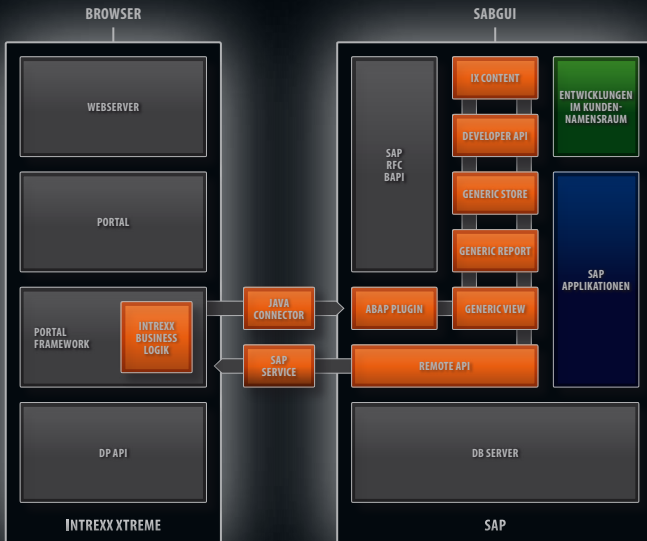 BROWSER
SABGUI
WEBSERVER
PORTAL
PORTAL
FRAMEWORK
INTREXX
BUSINESS
LOGIK
DP API
INTREXX XTREME
JAVA
CONNECTOR
SAP
SERVICE
SAP
RFC
BAPI
IX CONTENT
DEVELOPER API
GENERIC STORE
GENERIC REPORT
ABAP PLUGIN
GENERIC VIEW
REMOTE API
ENTWICKLUNGEN
IM KUNDEN-
NAMENSRAUM
SAP
APPLIKATIONEN
DB SERVER
SAP